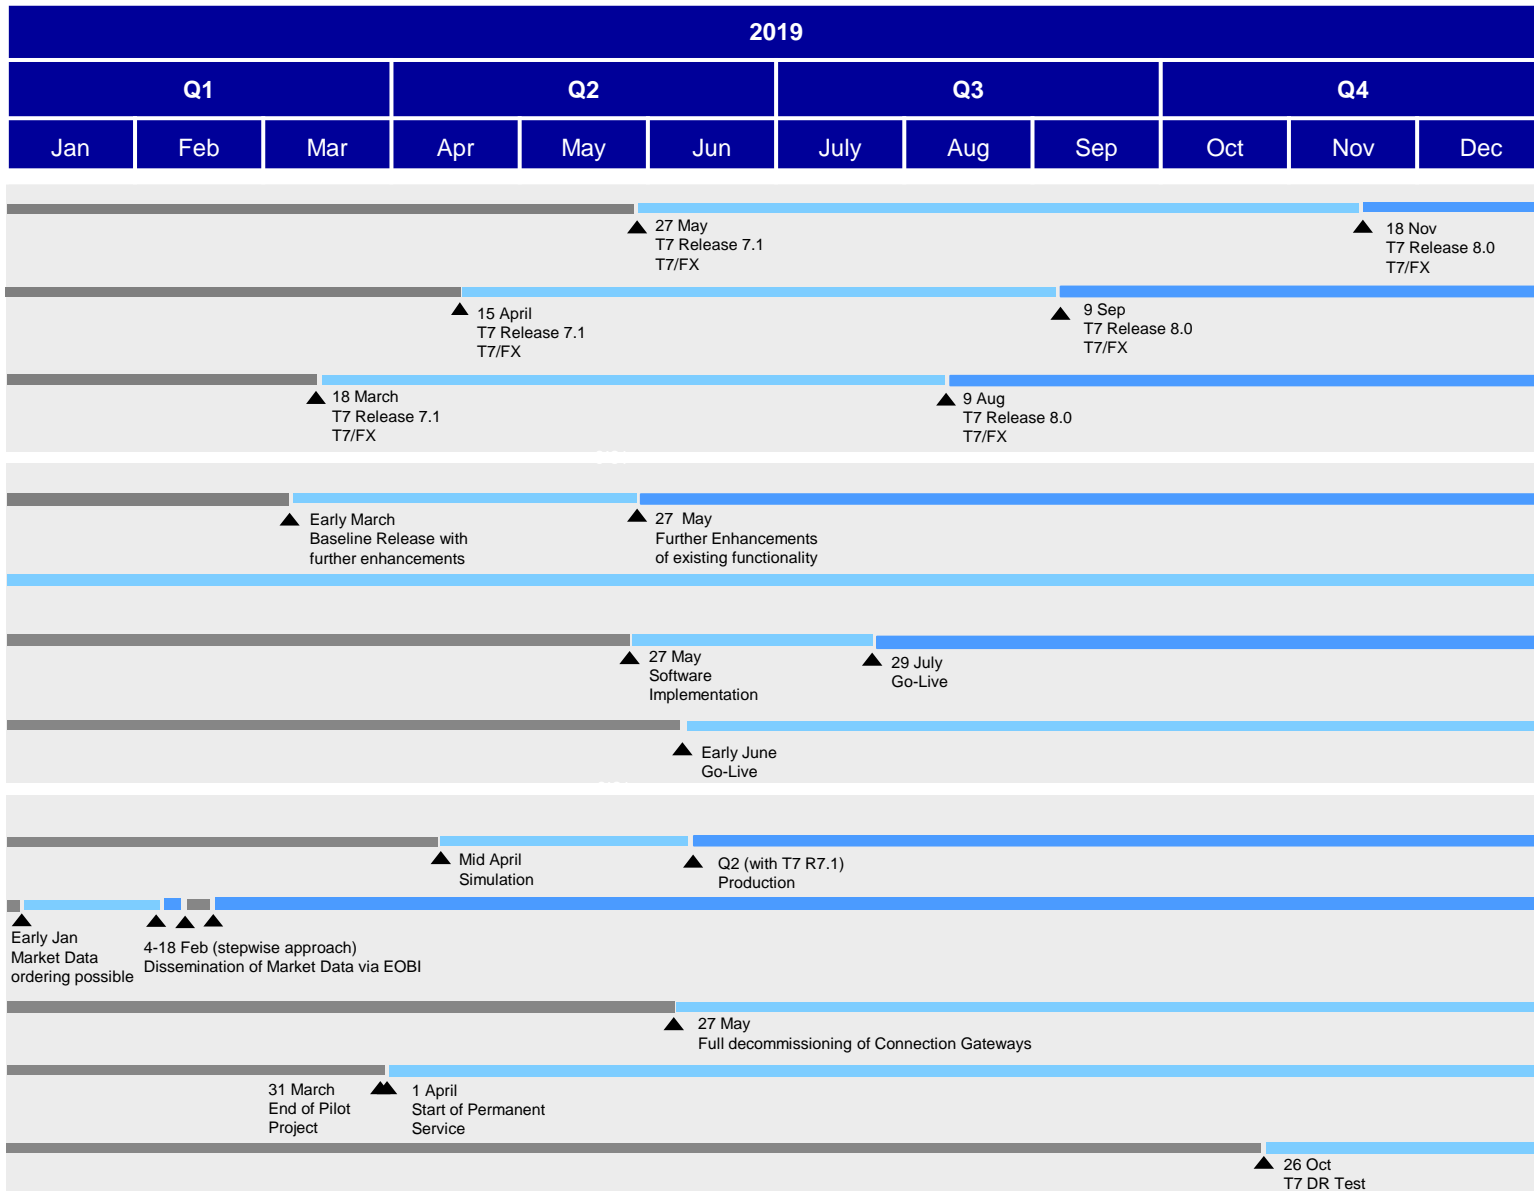 2019
Q1
Q2
Q3
Q4
Jan
Feb
Mar
Apr
May
Jun
July
Aug
Sep
Oct
Nov
Dec
27 May
T7 Release 7.1
T7/FX
18 Nov
T7 Release 8.0
T7/FX
15 April
T7 Release 7.1
T7/FX
9 Sep
T7 Release 8.0
T7/FX
18 March
T7 Release 7.1
T7/FX
9 Aug
T7 Release 8.0
T7/FX
Early March
Baseline Release with
further enhancements
27 May
Further Enhancements
of existing functionality
27 May
Software
Implementation
29 July
Go-Live
Early June
Go-Live
Mid April
Simulation
Q2 (with T7 R7.1)
Production
Early Jan
Market Data
ordering possible
4-18 Feb (stepwise approach)
Dissemination of Market Data via EOBI
27 May
Full decommissioning of Connection Gateways
31 March
End of Pilot
Project
1 April
Start of Permanent
Service
26 Oct
T7 DR Test